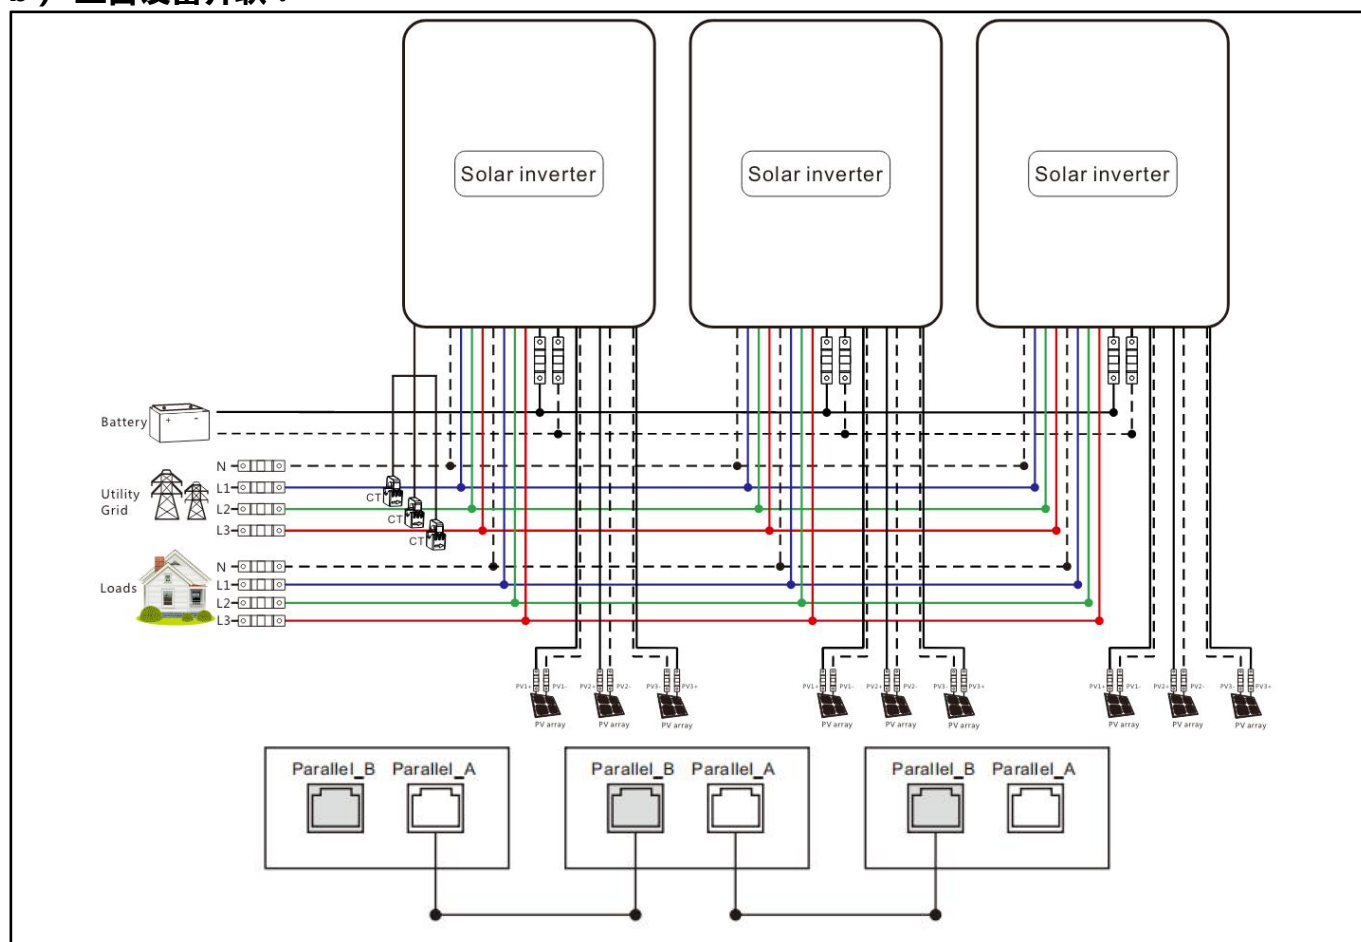 Solar inverter
Solar inverter
Solar inverter
Battery
Utility
Grid
N
L1
L2
L3
CT
CT
CT
Loads
N
L1
L2
L3
PV1+ PV1- PV2+ PV2- PV3- PV3+
PV array PV array PV array
PV1+ PV1- PV2+ PV2- PV3- PV3+
PV array PV array PV array
PV1+ PV1- PV2+ PV2- PV3- PV3+
PV array PV array PV array
Parallel_B Parallel_A
Parallel_B Parallel_A
Parallel_B Parallel_A